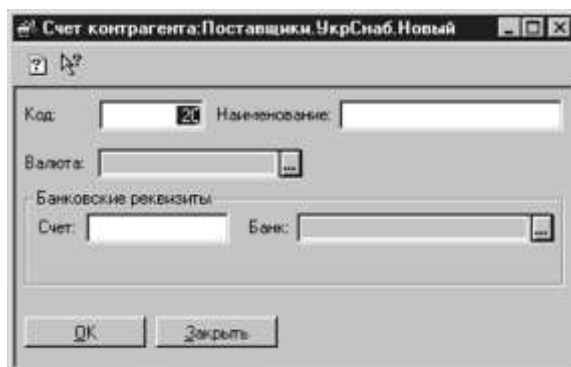 Счет контрагента:Поставщики.УкрСнаб.Новый
Код: 20 Наименование:
Валюта: ...
Банковские реквизиты
Счет: Банк: ...
OK Закрыть